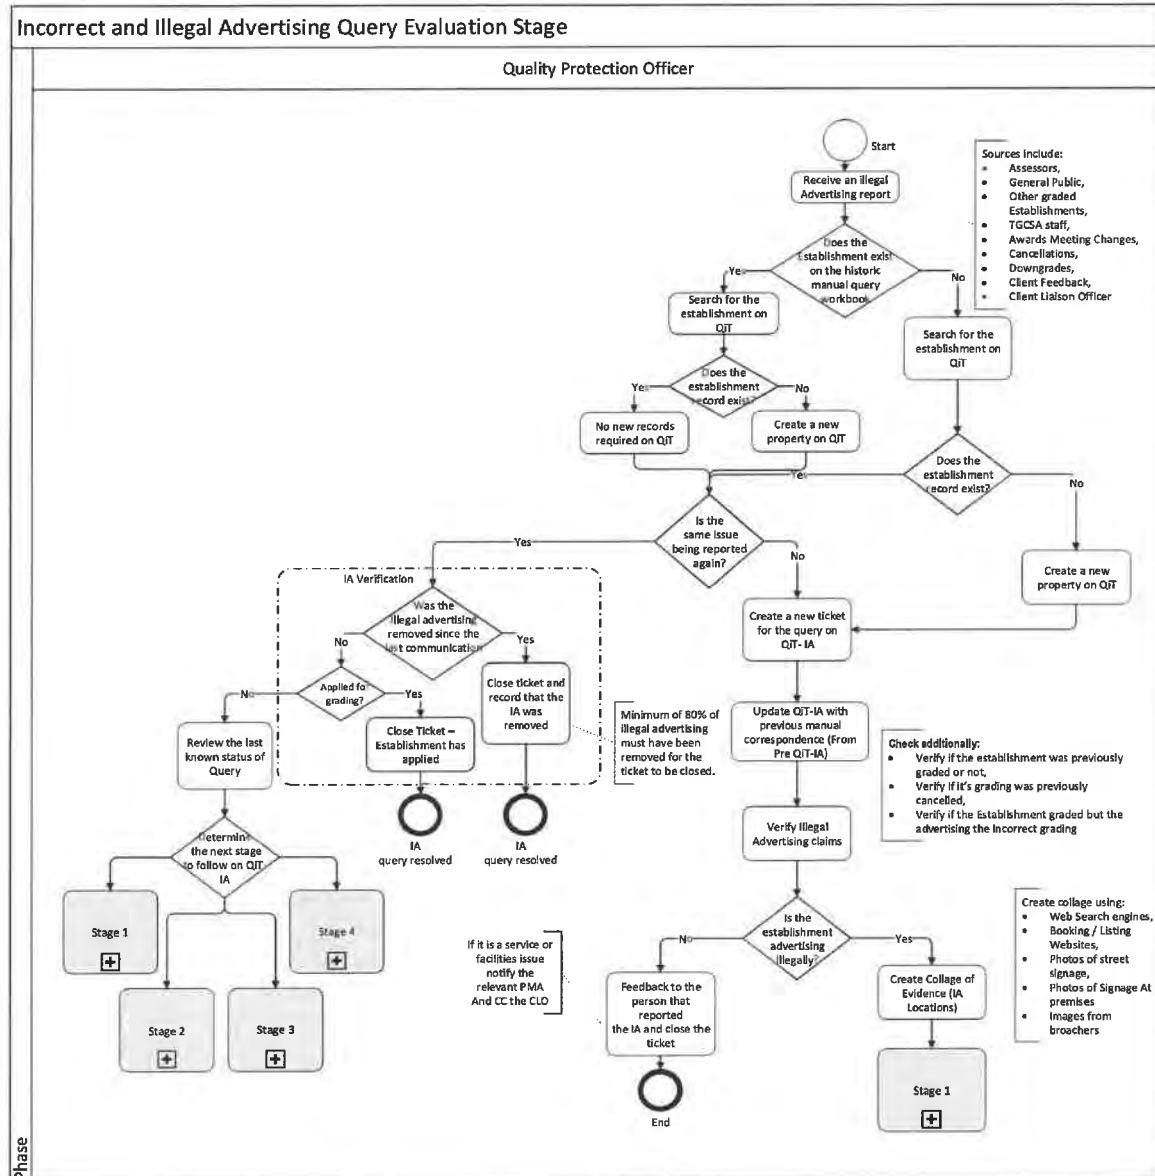 Incorrect and Illegal Advertising Query Evaluation Stage
Quality Protection Officer
Start
Receive an illegal
Advertising report
Sources include:
• Assessors,
• General Public,
• Other graded
Establishments,
• TGCSA staff,
• Awards Meeting Changes,
• Cancellations,
• Downgrades,
• Client Feedback,
• Client Liaison Officer
Does the
Establishment exist
on the historic
manual query
workbook
Yes
No
Search for the
establishment on
QiT
Search for the
establishment on
QiT
Does the
establishment
record exist?
Yes
No
No new records
required on QiT
Create a new
property on QiT
Does the
establishment
record exist?
Yes
No
Create a new
property on QiT
Is the
same issue
being reported
again?
Yes
No
IA Verification
Was the
illegal advertising
removed since the
last communication
No
Yes
Applied for
grading?
No
Yes
Close ticket and
record that the
IA was
removed
Close Ticket –
Establishment has
applied
Minimum of 80% of
illegal advertising
must have been
removed for the
ticket to be closed.
IA
query resolved
IA
query resolved
Review the last
known status of
Query
Determine
the next stage
to follow on QiT
IA
Stage 1
Stage 2
Stage 3
Stage 4
Create a new ticket
for the query on
QiT- IA
Update QiT-IA with
previous manual
correspondence (From
Pre QiT-IA)
Check additionally:
• Verify if the establishment was previously
graded or not,
• Verify if it's grading was previously
cancelled,
• Verify if the Establishment graded but the
advertising the Incorrect grading
Verify Illegal
Advertising claims
Is the
establishment
advertising
illegally?
No
Yes
If it is a service or
facilities issue
notify the
relevant PMA
And CC the CLO
Feedback to the
person that
reported
the IA and close the
ticket
End
Create Collage of
Evidence (IA
Locations)
Create collage using:
• Web Search engines,
• Booking / Listing
Websites,
• Photos of street
signage,
• Photos of Signage At
premises
• Images from
broachers
Stage 1
Phase